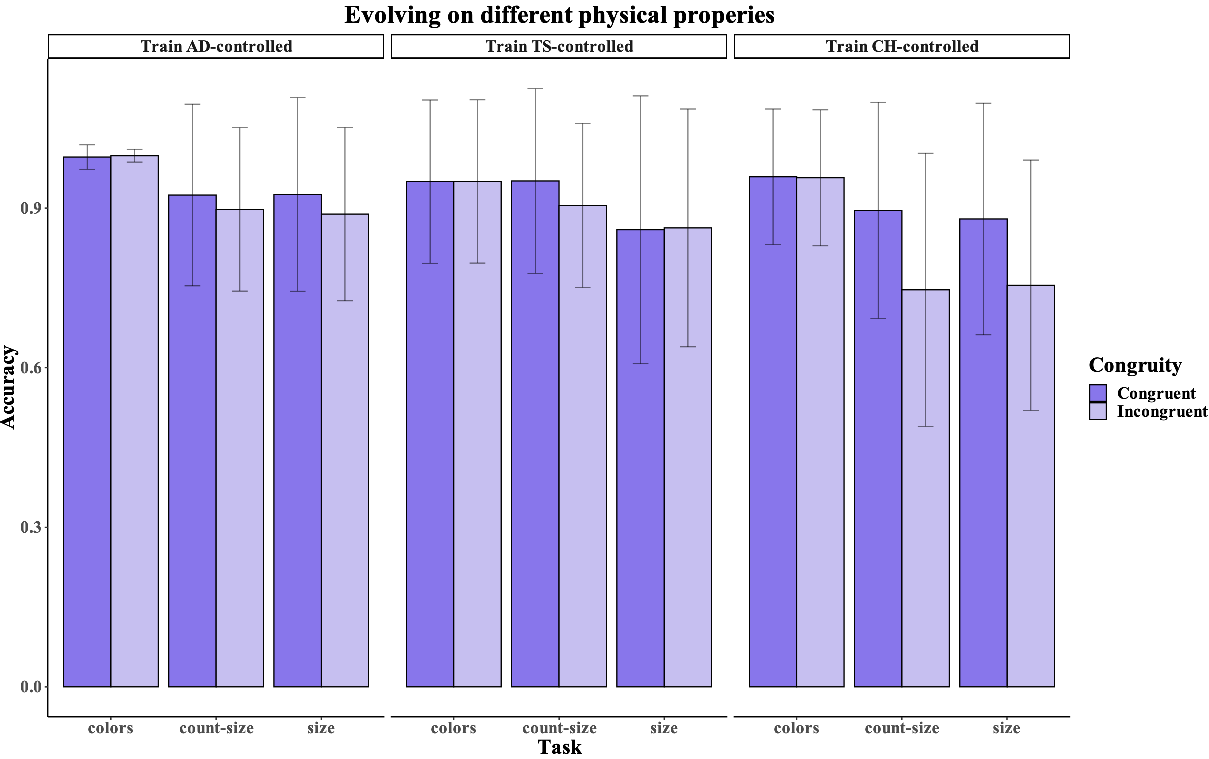 Evolving on different physical properies
Train AD-controlled
Train TS-controlled
Train CH-controlled
Accuracy
0.9
0.6
0.3
0.0
colors
count-size
size
colors
count-size
size
colors
count-size
size
Task
Congruity
Congruent
Incongruent